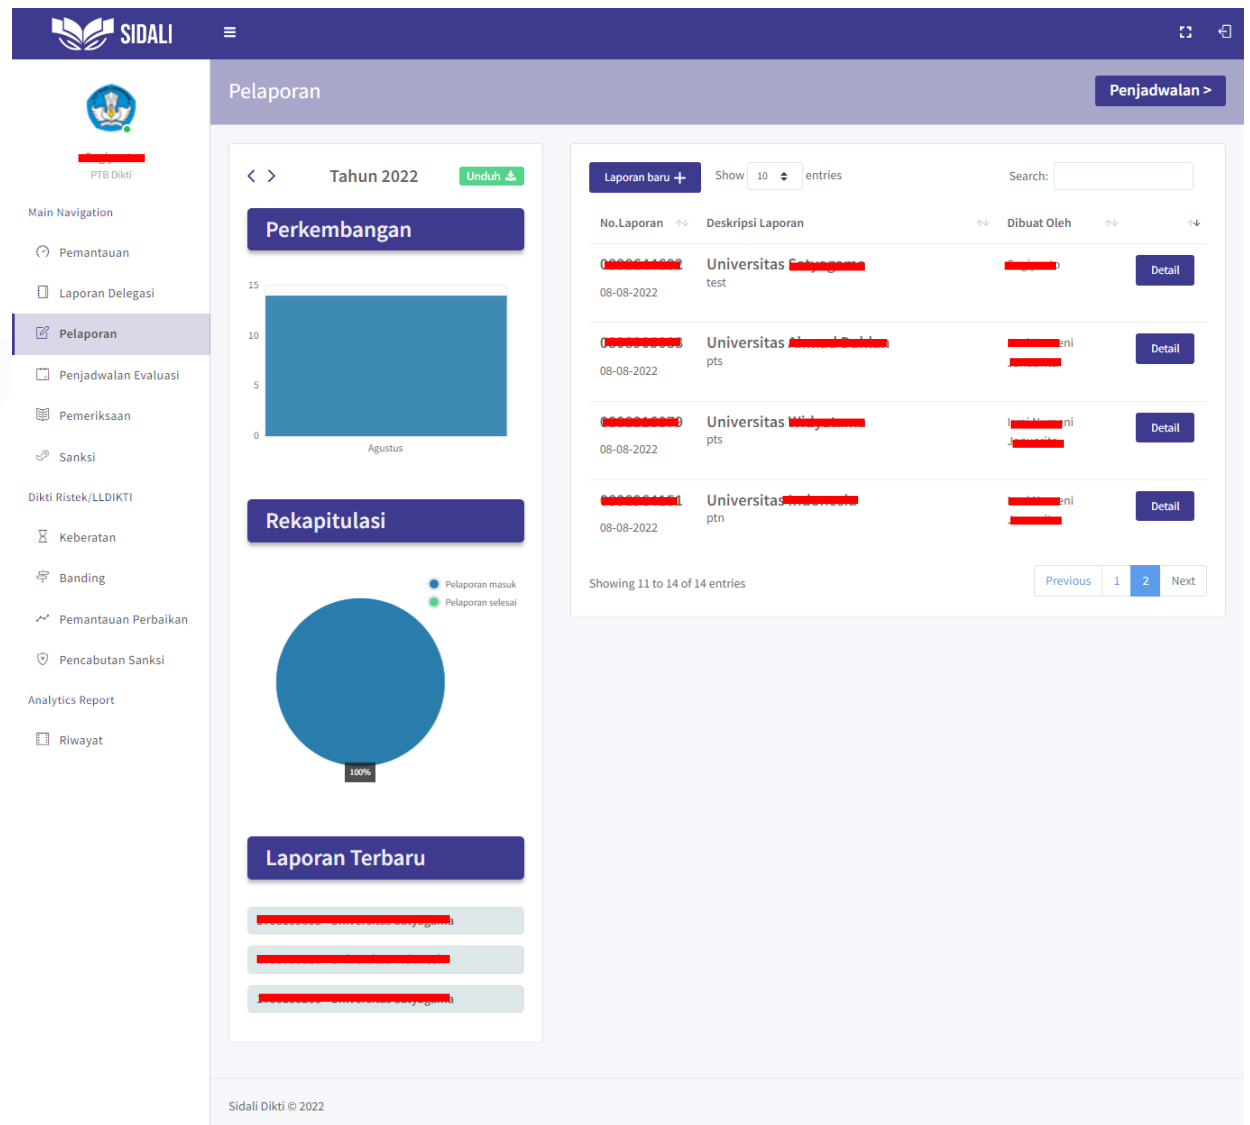 SIDALI
Pelaporan
Penjadwalan >
PTB Dikti
Main Navigation
Pemantauan
Laporan Delegasi
Pelaporan
Penjadwalan Evaluasi
Pemeriksaan
Sanksi
Dikti Ristek/LLDIKTI
Keberatan
Banding
Pemantauan Perbaikan
Pencabutan Sanksi
Analytics Report
Riwayat
Tahun 2022
Unduh
Perkembangan
15
10
5
0
Agustus
Rekapitulasi
Pelaporan masuk
Pelaporan selesai
100%
Laporan Terbaru
Laporan baru +
Show 10 entries
Search:
No.Laporan Deskripsi Laporan Dibuat Oleh
Universitas
test
08-08-2022
Detail
Universitas
pts
08-08-2022
Detail
Universitas
pts
08-08-2022
Detail
Universitas
ptn
08-08-2022
Detail
Showing 11 to 14 of 14 entries
Previous 1 2 Next
Sidali Dikti © 2022